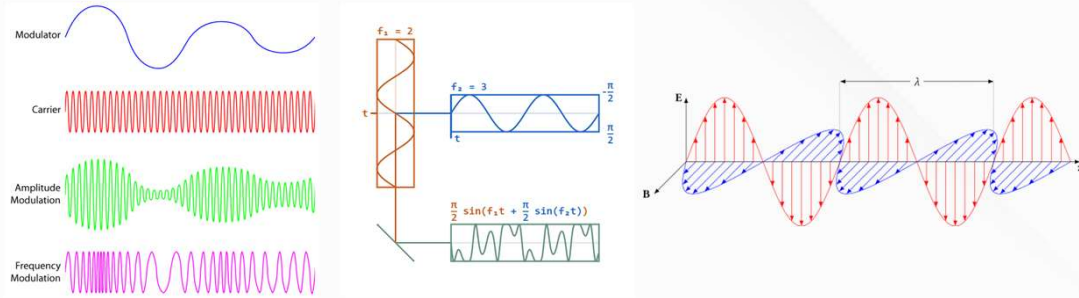 Modulator
Carrier
Amplitude
Modulation
Frequency
Modulation
f₁ = 2
t
f₂ = 3
-π/2
π/2
t
π/2 sin(f₁t + π/2 sin(f₂t))
λ
E
B